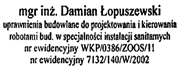 mgr inż. Damian Łopuszewski
uprawnienia budowlane do projektowania i kierowania
robotami bud. w specjalności instalacji sanitarnych
nr ewidencyjny WKP/0386/ZOOS/11
nr ewidencyjny 7132/140/W/2002